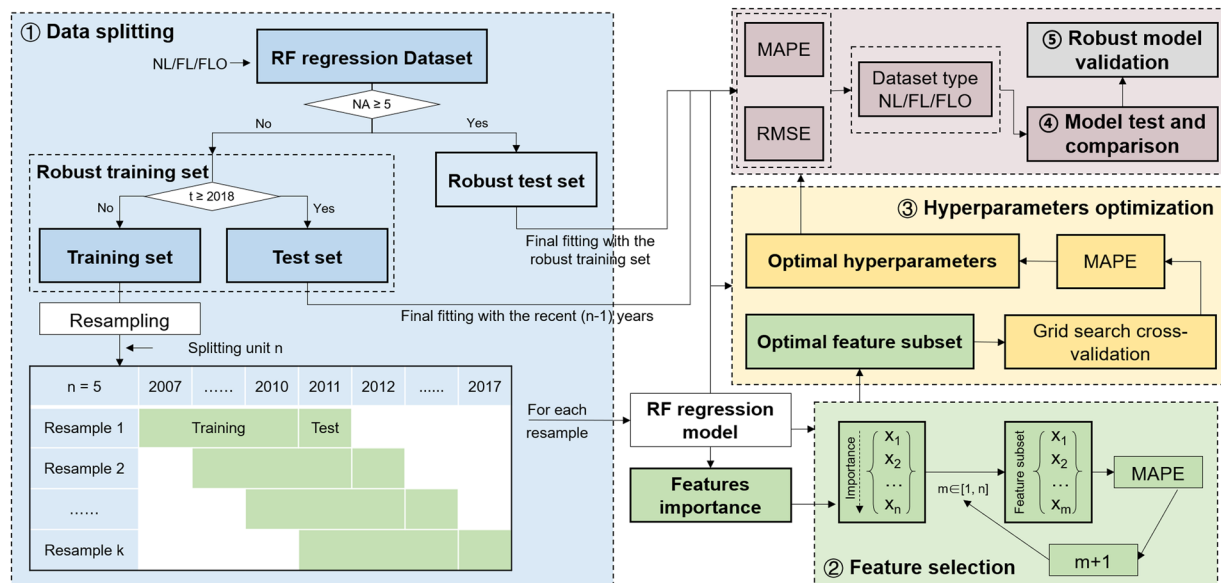 ① Data splitting
NL/FL/FLO
RF regression Dataset
NA ≥ 5
No
Yes
Robust training set
Robust test set
t ≥ 2018
No
Yes
Training set
Test set
Final fitting with the
robust training set
Resampling
Final fitting with the recent (n-1) years
Splitting unit n
n = 5
2007
……
2010
2011
2012
......
2017
Resample 1
Training
Test
Resample 2
……
Resample k
For each
resample
RF regression
model
Features
importance
MAPE
RMSE
Dataset type
NL/FL/FLO
⑤ Robust model
validation
④ Model test and
comparison
③ Hyperparameters optimization
Optimal hyperparameters
MAPE
Optimal feature subset
Grid search cross-
validation
Importance
x1
x2
...
xn
m∈[1, n]
Feature subset
x1
x2
...
xm
MAPE
m+1
② Feature selection